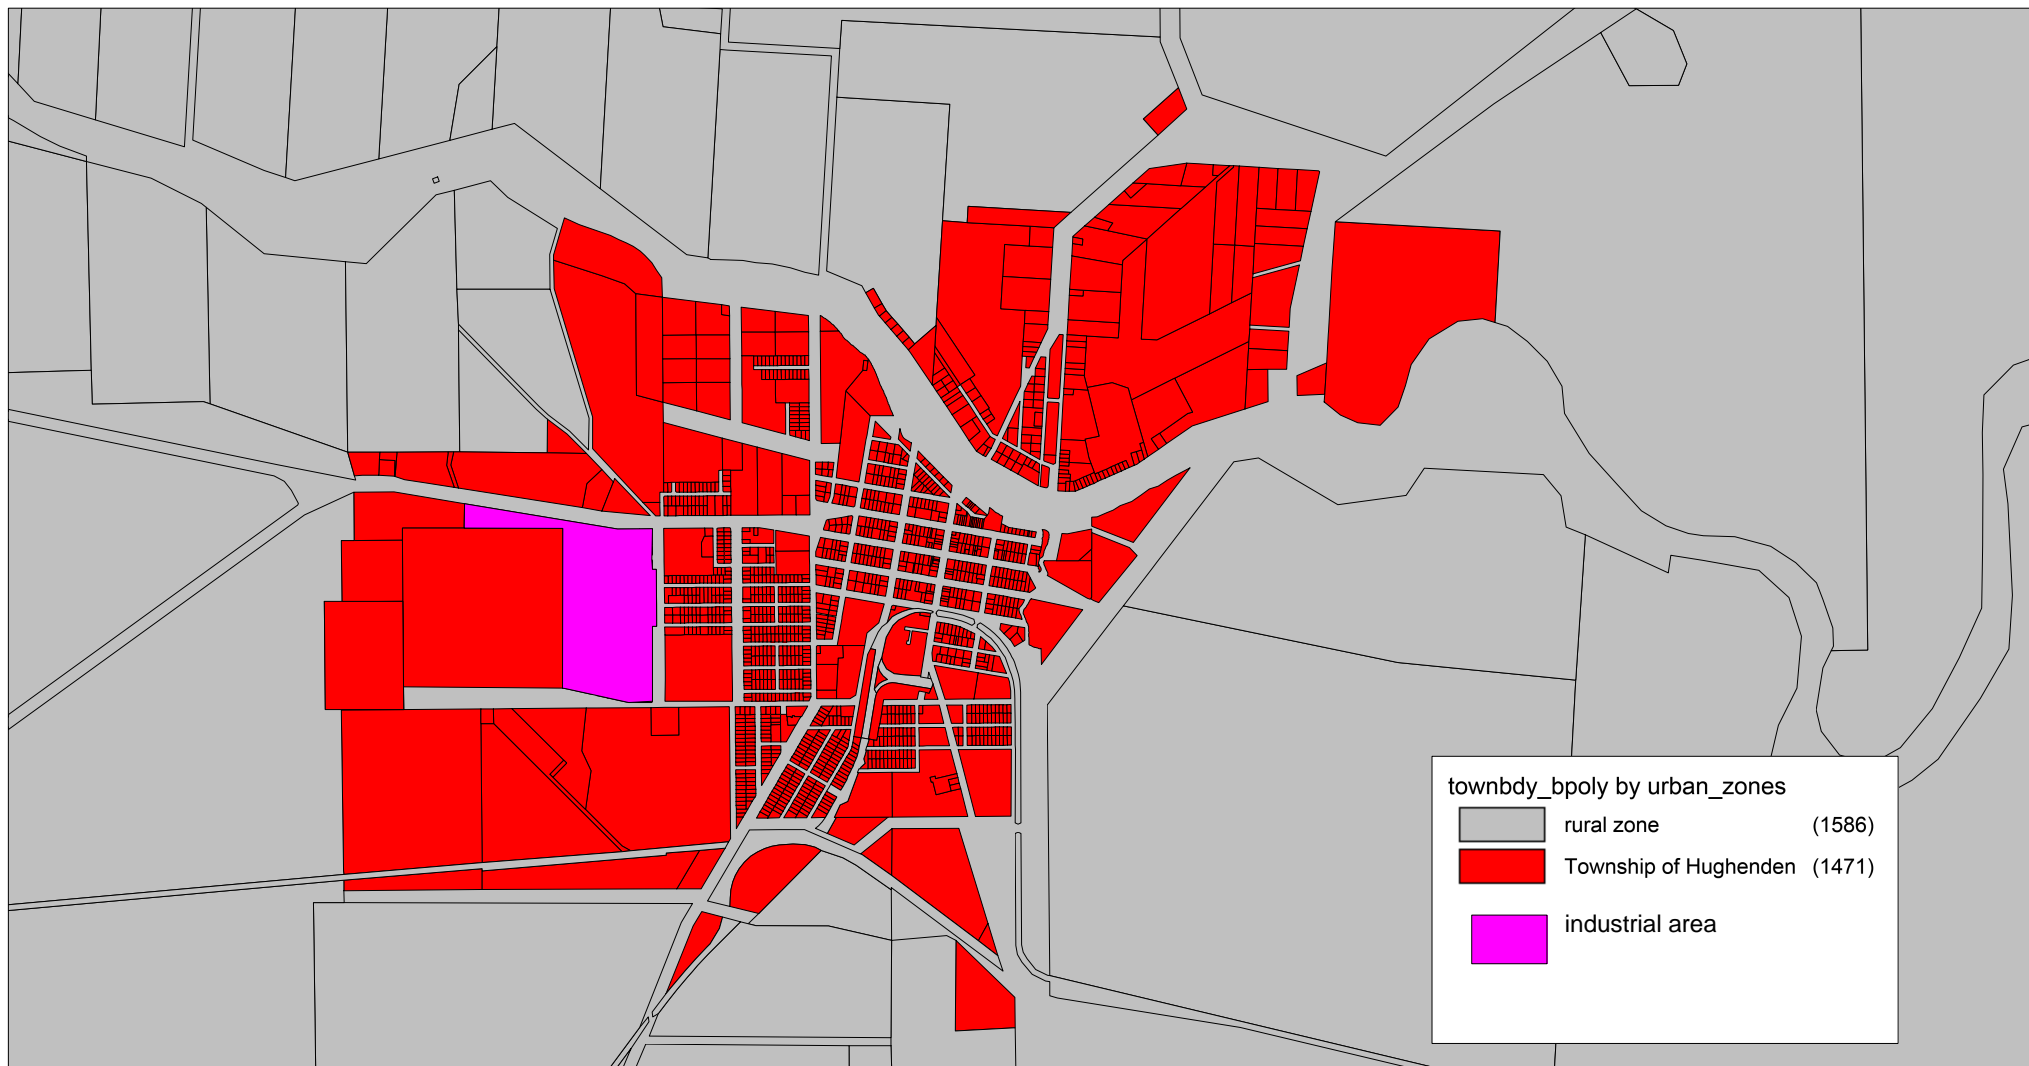 townbdy_bpoly by urban_zones
rural zone (1586)
Township of Hughenden (1471)
industrial area